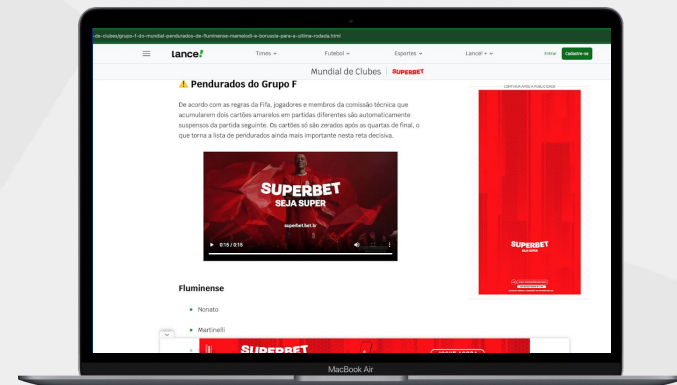 de-clubes/grupo-f-do-mundial-pendurados-de-fluminense-mamelodi-e-borussia-para-a-ultima-rodada.html
Lance!
Times
Futebol
Esportes
Lance! +
Entrar
Cadastre-se
Mundial de Clubes
SUPERBET
Pendurados do Grupo F
De acordo com as regras da Fifa, jogadores e membros da comissão técnica que
acumularem dois cartões amarelos em partidas diferentes são automaticamente
suspensos da partida seguinte. Os cartões só são zerados após as quartas de final, o
que torna a lista de pendurados ainda mais importante nesta reta decisiva.
SUPERBET
SEJA SUPER
superbet.bet.br
0:15 / 0:15
Fluminense
Nonato
Martinelli
CONTINUA APÓS A PUBLICIDADE
SUPERBET
SEJA SUPER
SUPERBET
MacBook Air